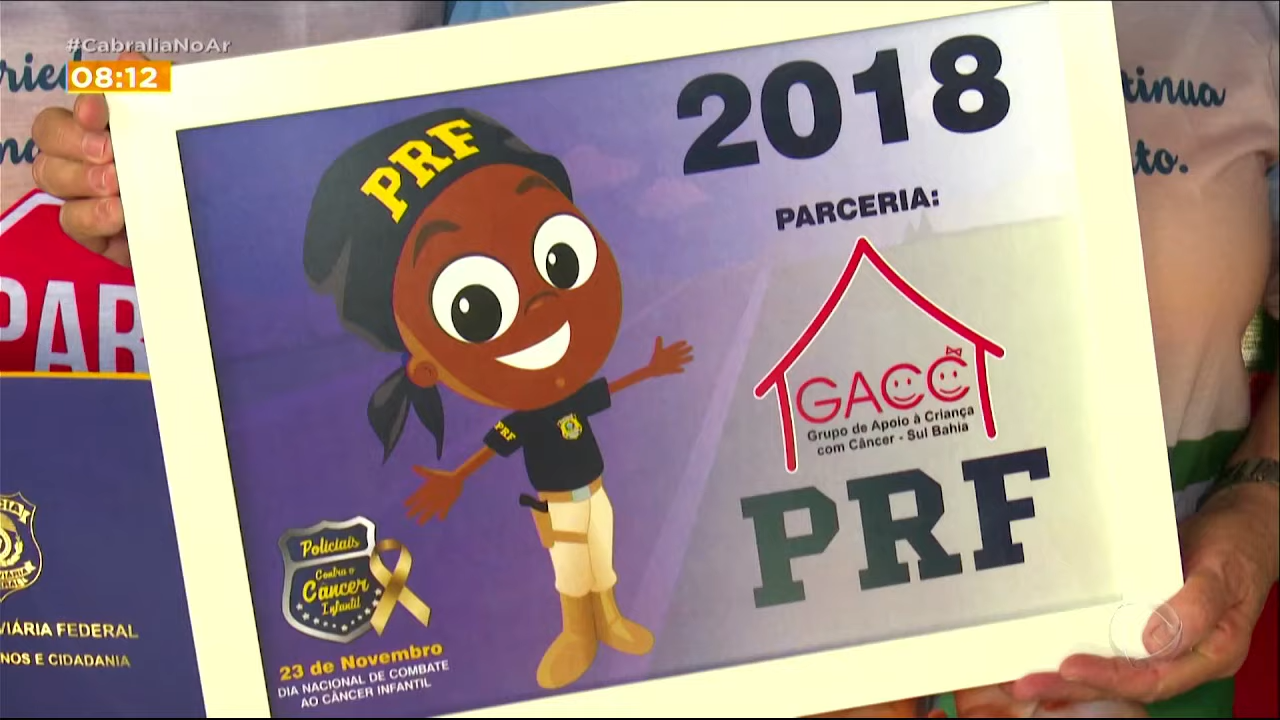 #CabraliaNoAr
08:12
tinua
to.
PAR
2018
PARCERIA:
PRF
GACC
Grupo de Apoio à Criança
com Câncer - Sul Bahia
PRF
PRF
Policiais
Contra o
Câncer
Infantil
23 de Novembro
DIA NACIONAL DE COMBATE
AO CÂNCER INFANTIL
VIÁRIA FEDERAL
NOS E CIDADANIA